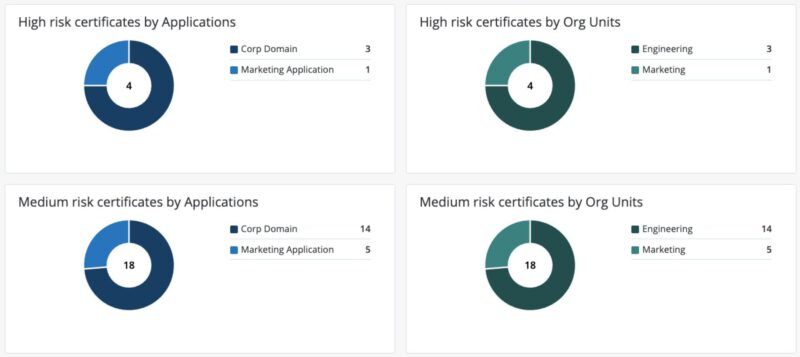 High risk certificates by Applications
4
Corp Domain 3
Marketing Application 1
High risk certificates by Org Units
4
Engineering 3
Marketing 1
Medium risk certificates by Applications
18
Corp Domain 14
Marketing Application 5
Medium risk certificates by Org Units
18
Engineering 14
Marketing 5